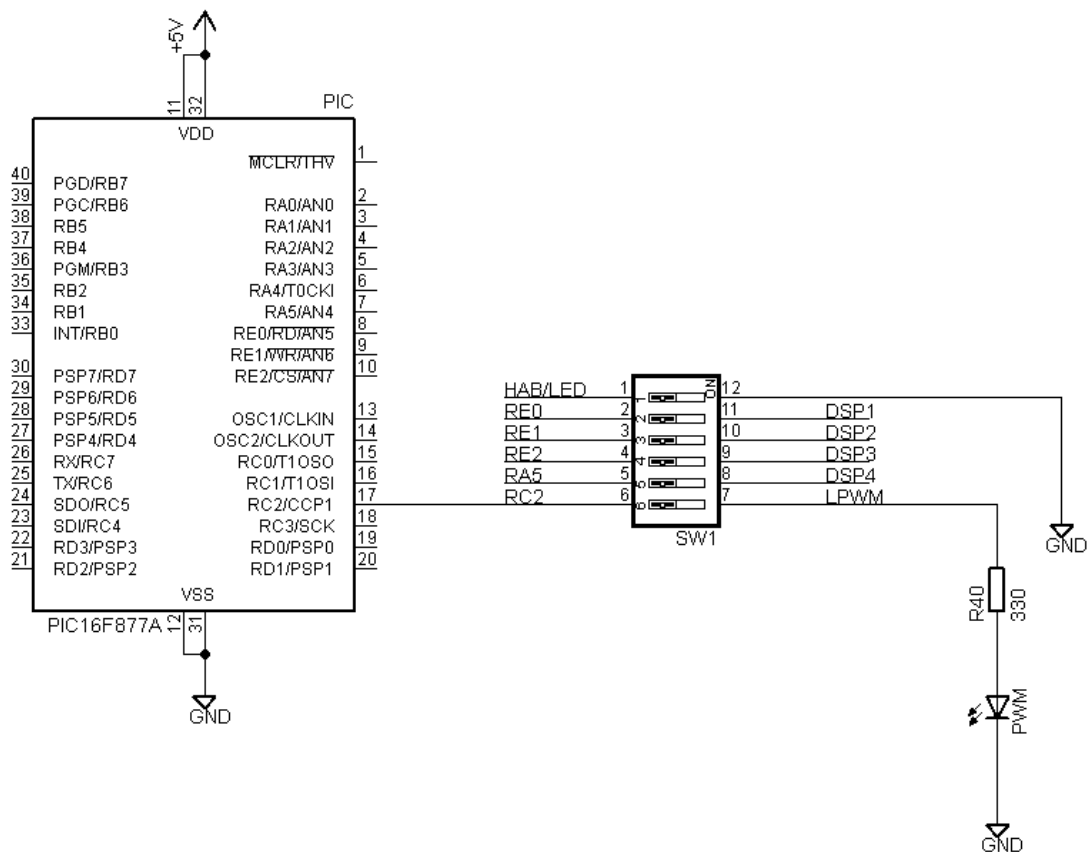 +5V
11
32
PIC
VDD
MCLR/THV
1
40
PGD/RB7
39
PGC/RB6
RA0/AN0
2
38
RB5
RA1/AN1
3
37
RB4
RA2/AN2
4
36
PGM/RB3
RA3/AN3
5
35
RB2
RA4/T0CKI
6
34
RB1
RA5/AN4
7
33
INT/RB0
RE0/RD/AN5
8
RE1/WR/AN6
9
30
PSP7/RD7
RE2/CS/AN7
10
29
PSP6/RD6
28
PSP5/RD5
OSC1/CLKIN
13
27
PSP4/RD4
OSC2/CLKOUT
14
26
RX/RC7
RC0/T1OSO
15
25
TX/RC6
RC1/T1OSI
16
24
SDO/RC5
RC2/CCP1
17
23
SDI/RC4
RC3/SCK
18
22
RD3/PSP3
RD0/PSP0
19
21
RD2/PSP2
RD1/PSP1
20
VSS
PIC16F877A
12
31
GND
ON
HAB/LED
1
1
12
RE0
2
2
11
DSP1
RE1
3
3
10
DSP2
RE2
4
4
9
DSP3
RA5
5
5
8
DSP4
RC2
6
6
7
LPWM
SW1
GND
R40
330
PWM
GND